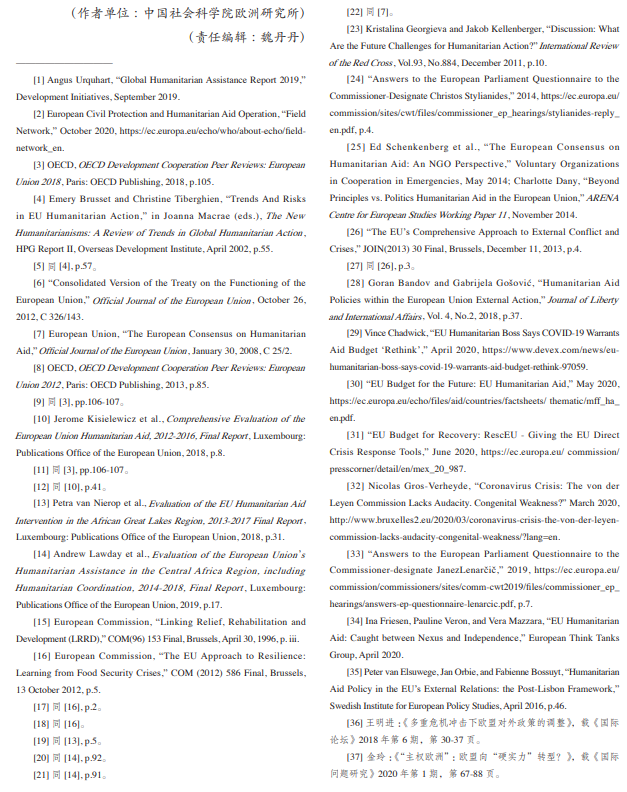 （作者单位：中国社会科学院欧洲研究所）
（责任编辑：魏丹丹）
[1] Angus Urquhart, “Global Humanitarian Assistance Report 2019,”
Development Initiatives, September 2019.
[2] European Civil Protection and Humanitarian Aid Operation, “Field
Network,” October 2020, https://ec.europa.eu/echo/who/about-echo/field-
network_en.
[3] OECD, OECD Development Cooperation Peer Reviews: European
Union 2018, Paris: OECD Publishing, 2018, p.105.
[4] Emery Brusset and Christine Tiberghien, “Trends And Risks
in EU Humanitarian Action,” in Joanna Macrae (eds.), The New
Humanitarianisms: A Review of Trends in Global Humanitarian Action,
HPG Report II, Overseas Development Institute, April 2002, p.55.
[5] 同 [4], p.57。
[6] “Consolidated Version of the Treaty on the Functioning of the
European Union,” Official Journal of the European Union, October 26,
2012, C 326/143.
[7] European Union, “The European Consensus on Humanitarian
Aid,” Official Journal of the European Union, January 30, 2008, C 25/2.
[8] OECD, OECD Development Cooperation Peer Reviews: European
Union 2012, Paris: OECD Publishing, 2013, p.85.
[9] 同 [3], pp.106-107。
[10] Jerome Kisielewicz et al., Comprehensive Evaluation of the
European Union Humanitarian Aid, 2012-2016, Final Report, Luxembourg:
Publications Office of the European Union, 2018, p.8.
[11] 同 [3], pp.106-107。
[12] 同 [10], p.41。
[13] Petra van Nierop et al., Evaluation of the EU Humanitarian Aid
Intervention in the African Great Lakes Region, 2013-2017 Final Report,
Luxembourg: Publications Office of the European Union, 2018, p.31.
[14] Andrew Lawday et al., Evaluation of the European Union’s
Humanitarian Assistance in the Central Africa Region, including
Humanitarian Coordination, 2014-2018, Final Report, Luxembourg:
Publications Office of the European Union, 2019, p.17.
[15] European Commission, “Linking Relief, Rehabilitation and
Development (LRRD),” COM(96) 153 Final, Brussels, April 30, 1996, p. iii.
[16] European Commission, “The EU Approach to Resilience:
Learning from Food Security Crises,” COM (2012) 586 Final, Brussels,
13 October 2012, p.5.
[17] 同 [16], p.2。
[18] 同 [16]。
[19] 同 [13], p.5。
[20] 同 [14], p.92。
[21] 同 [14], p.91。
[22] 同 [7]。
[23] Kristalina Georgieva and Jakob Kellenberger, “Discussion: What
Are the Future Challenges for Humanitarian Action?” International Review
of the Red Cross, Vol.93, No.884, December 2011, p.10.
[24] “Answers to the European Parliament Questionnaire to the
Commissioner-Designate Christos Stylianides,” 2014, https://ec.europa.eu/
commission/sites/cwt/files/commissioner_ep_hearings/stylianides-reply_
en.pdf, p.4.
[25] Ed Schenkenberg et al., “The European Consensus on
Humanitarian Aid: An NGO Perspective,” Voluntary Organizations
in Cooperation in Emergencies, May 2014; Charlotte Dany, “Beyond
Principles vs. Politics Humanitarian Aid in the European Union,” ARENA
Centre for European Studies Working Paper 11, November 2014.
[26] “The EU’s Comprehensive Approach to External Conflict and
Crises,” JOIN(2013) 30 Final, Brussels, December 11, 2013, p.4.
[27] 同 [26], p.3。
[28] Goran Bandov and Gabrijela Gošović, “Humanitarian Aid
Policies within the European Union External Action,” Journal of Liberty
and International Affairs, Vol. 4, No.2, 2018, p.37.
[29] Vince Chadwick, “EU Humanitarian Boss Says COVID-19 Warrants
Aid Budget ‘Rethink’,” April 2020, https://www.devex.com/news/eu-
humanitarian-boss-says-covid-19-warrants-aid-budget-rethink-97059.
[30] “EU Budget for the Future: EU Humanitarian Aid,” May 2020,
https://ec.europa.eu/echo/files/aid/countries/factsheets/ thematic/mff_ha_
en.pdf.
[31] “EU Budget for Recovery: RescEU - Giving the EU Direct
Crisis Response Tools,” June 2020, https://ec.europa.eu/ commission/
presscorner/detail/en/mex_20_987.
[32] Nicolas Gros-Verheyde, “Coronavirus Crisis: The von der
Leyen Commission Lacks Audacity. Congenital Weakness?” March 2020,
http://www.bruxelles2.eu/2020/03/coronavirus-crisis-the-von-der-leyen-
commission-lacks-audacity-congenital-weakness/?lang=en.
[33] “Answers to the European Parliament Questionnaire to the
Commissioner-designate JanezLenarčič,” 2019, https://ec.europa.eu/
commission/commissioners/sites/comm-cwt2019/files/commissioner_ep_
hearings/answers-ep-questionnaire-lenarcic.pdf, p.7.
[34] Ina Friesen, Pauline Veron, and Vera Mazzara, “EU Humanitarian
Aid: Caught between Nexus and Independence,” European Think Tanks
Group, April 2020.
[35] Peter van Elsuwege, Jan Orbie, and Fabienne Bossuyt, “Humanitarian
Aid Policy in the EU’s External Relations: the Post-Lisbon Framework,”
Swedish Institute for European Policy Studies, April 2016, p.46.
[36] 王明进：《多重危机冲击下欧盟对外政策的调整》，载《国际
论坛》2018 年第 6 期，第 30-37 页。
[37] 金玲：《“主权欧洲”：欧盟向“硬实力”转型？》，载《国际
问题研究》2020 年第 1 期，第 67-88 页。